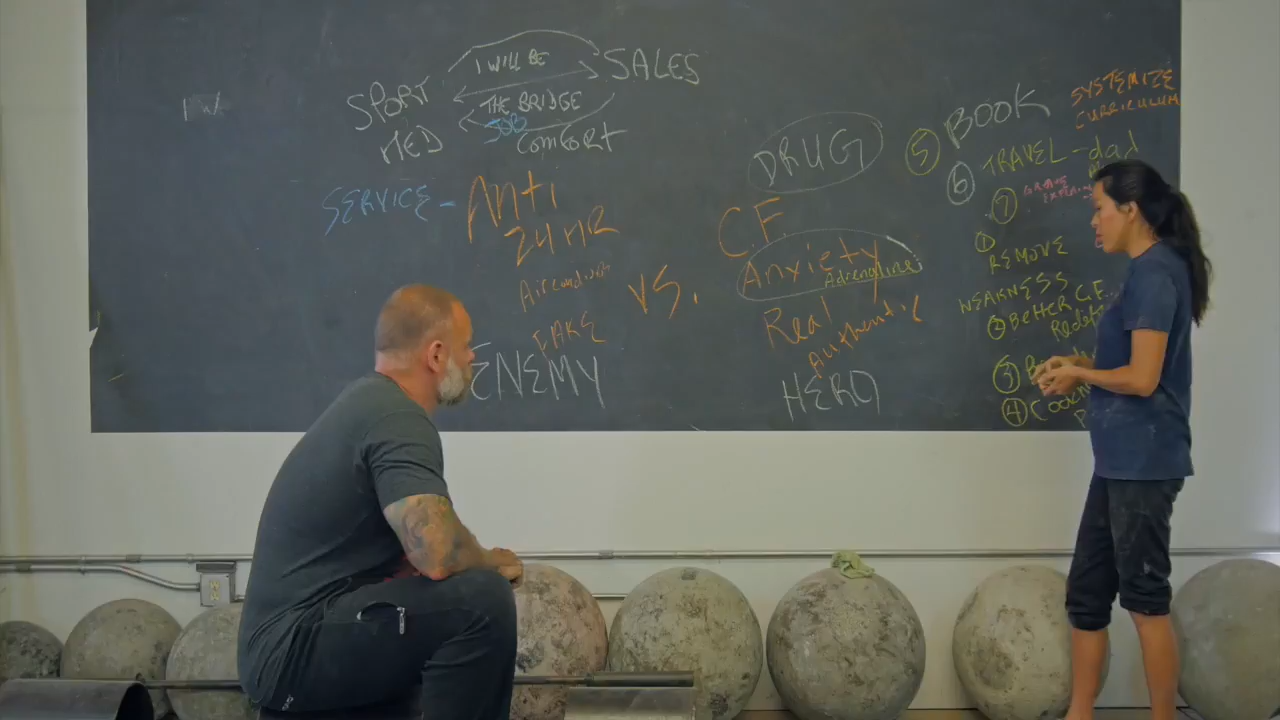 I WILL BE
SALES
SPORT
THE BRIDGE
JOB
MED
COMFORT
SERVICE - Anti
24 HR
FAKE
ENEMY
VS.
DRUG
C.F.
Anxiety
Adrenaline
Real
Authentic
HERO
SYSTEMIZE
CURRICULUM
⑤ BOOK
⑥ TRAVEL - dad
⑦
① REMOVE
WEAKNESS
② BETTER C.F.
③
④